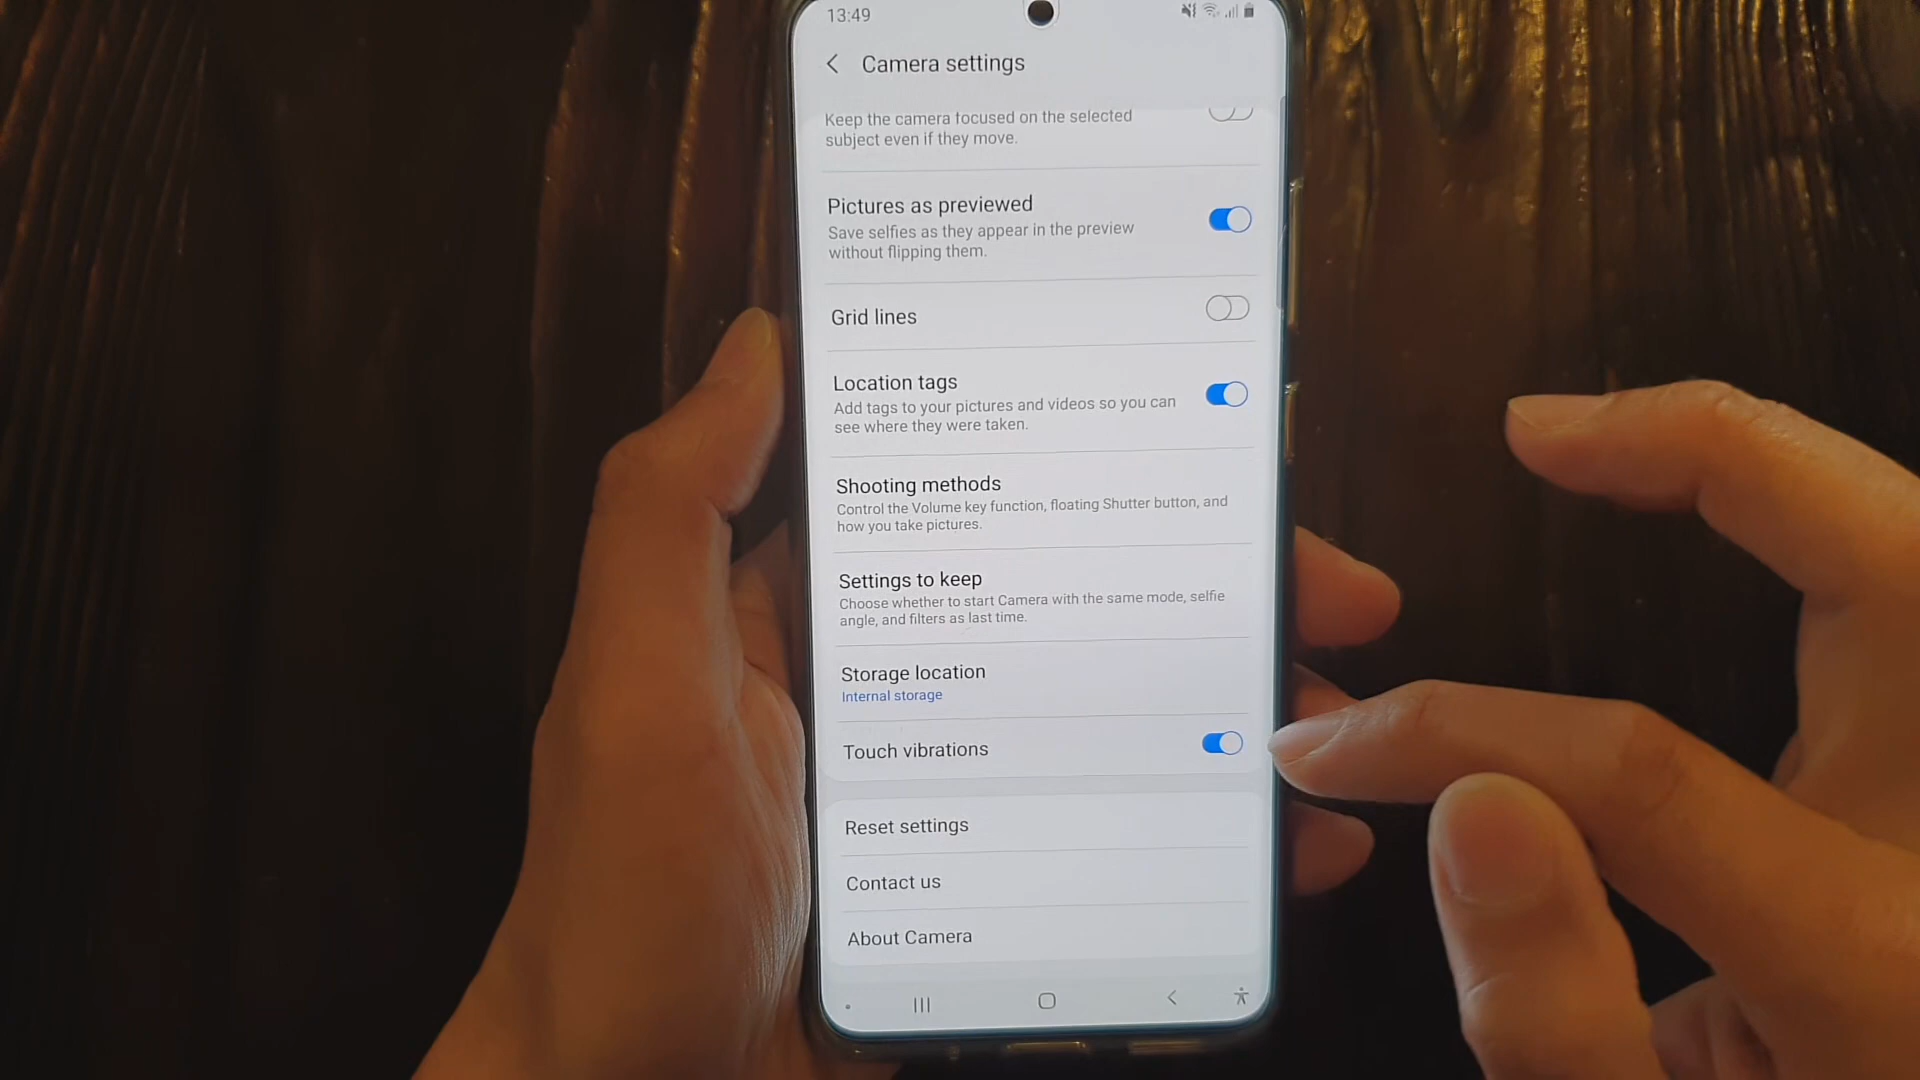 13:49
Camera settings
Keep the camera focused on the selected
subject even if they move.
Pictures as previewed
Save selfies as they appear in the preview
without flipping them.
Grid lines
Location tags
Add tags to your pictures and videos so you can
see where they were taken.
Shooting methods
Control the Volume key function, floating Shutter button, and
how you take pictures.
Settings to keep
Choose whether to start Camera with the same mode, selfie
angle, and filters as last time.
Storage location
Internal storage
Touch vibrations
Reset settings
Contact us
About Camera